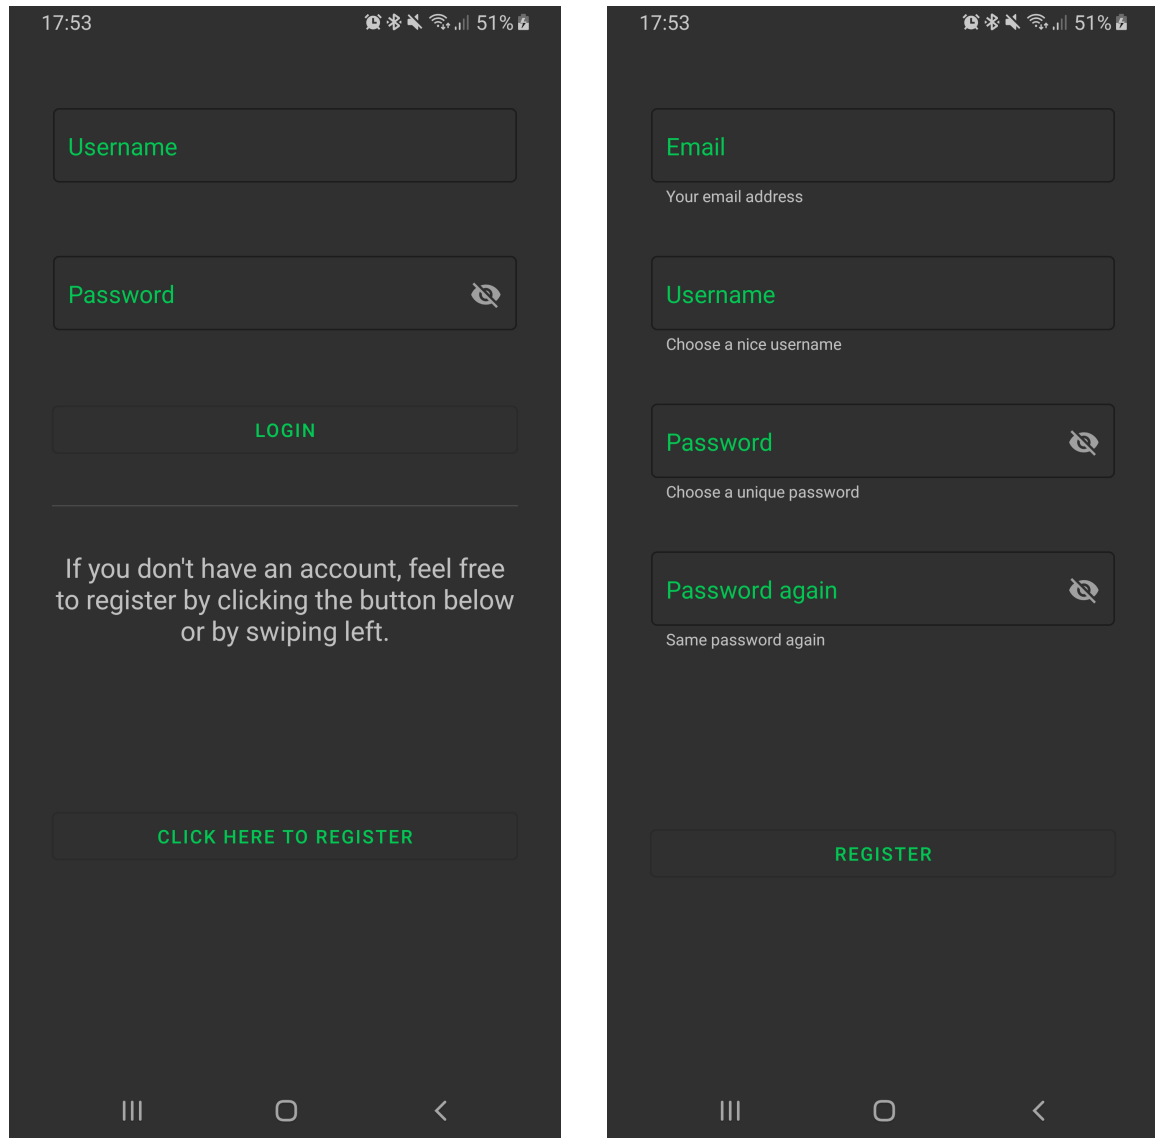 17:53
51%
Username
Password
LOGIN
If you don't have an account, feel free
to register by clicking the button below
or by swiping left.
CLICK HERE TO REGISTER
17:53
51%
Email
Your email address
Username
Choose a nice username
Password
Choose a unique password
Password again
Same password again
REGISTER